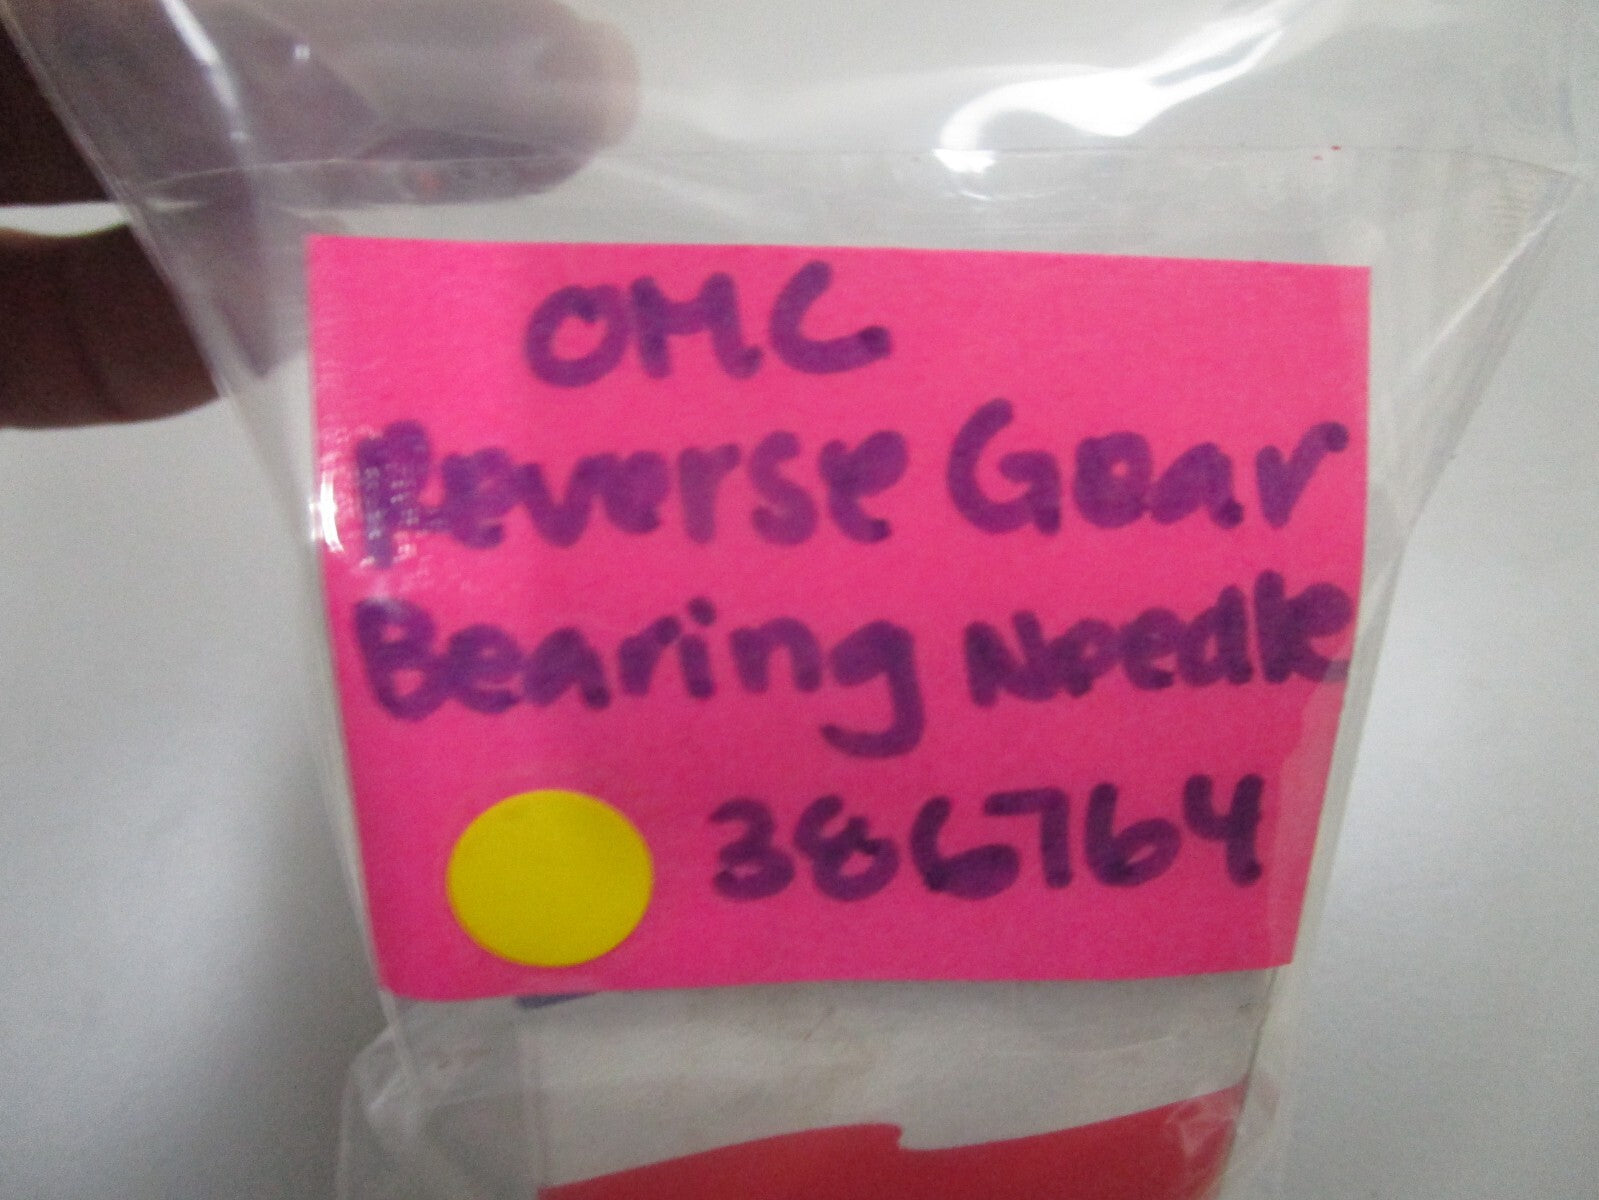 OMC
Reverse Gear
Bearing Needle
386764